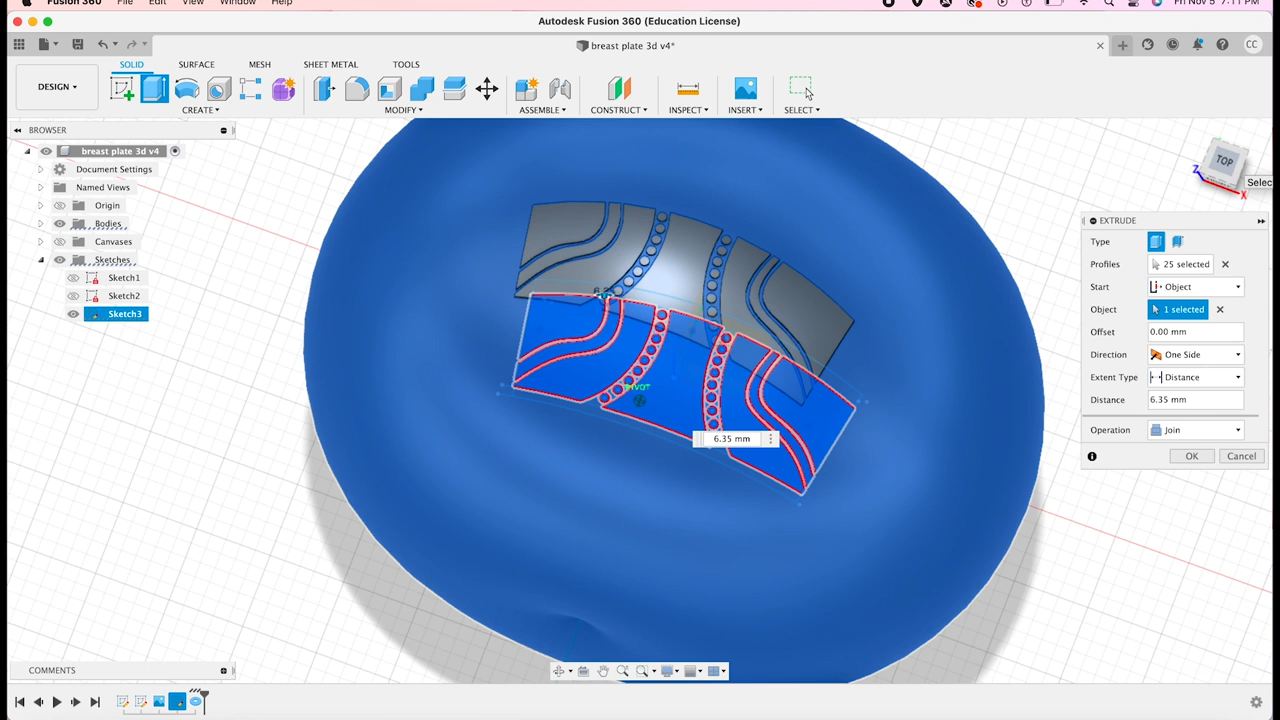 Fusion 360 File Edit View Window Help Fri Nov 5 7:11 PM
Autodesk Fusion 360 (Education License)
breast plate 3d v4*
CC
SOLID SURFACE MESH SHEET METAL TOOLS
DESIGN
CREATE MODIFY ASSEMBLE CONSTRUCT INSPECT INSERT SELECT
BROWSER
breast plate 3d v4
Document Settings
Named Views
Origin
Bodies
Canvases
Sketches
Sketch1
Sketch2
Sketch3
TOP
Z
X
Selec
PIVOT
6.35 mm
EXTRUDE
Type
Profiles 25 selected
Start Object
Object 1 selected
Offset 0.00 mm
Direction One Side
Extent Type Distance
Distance 6.35 mm
Operation Join
OK Cancel
COMMENTS